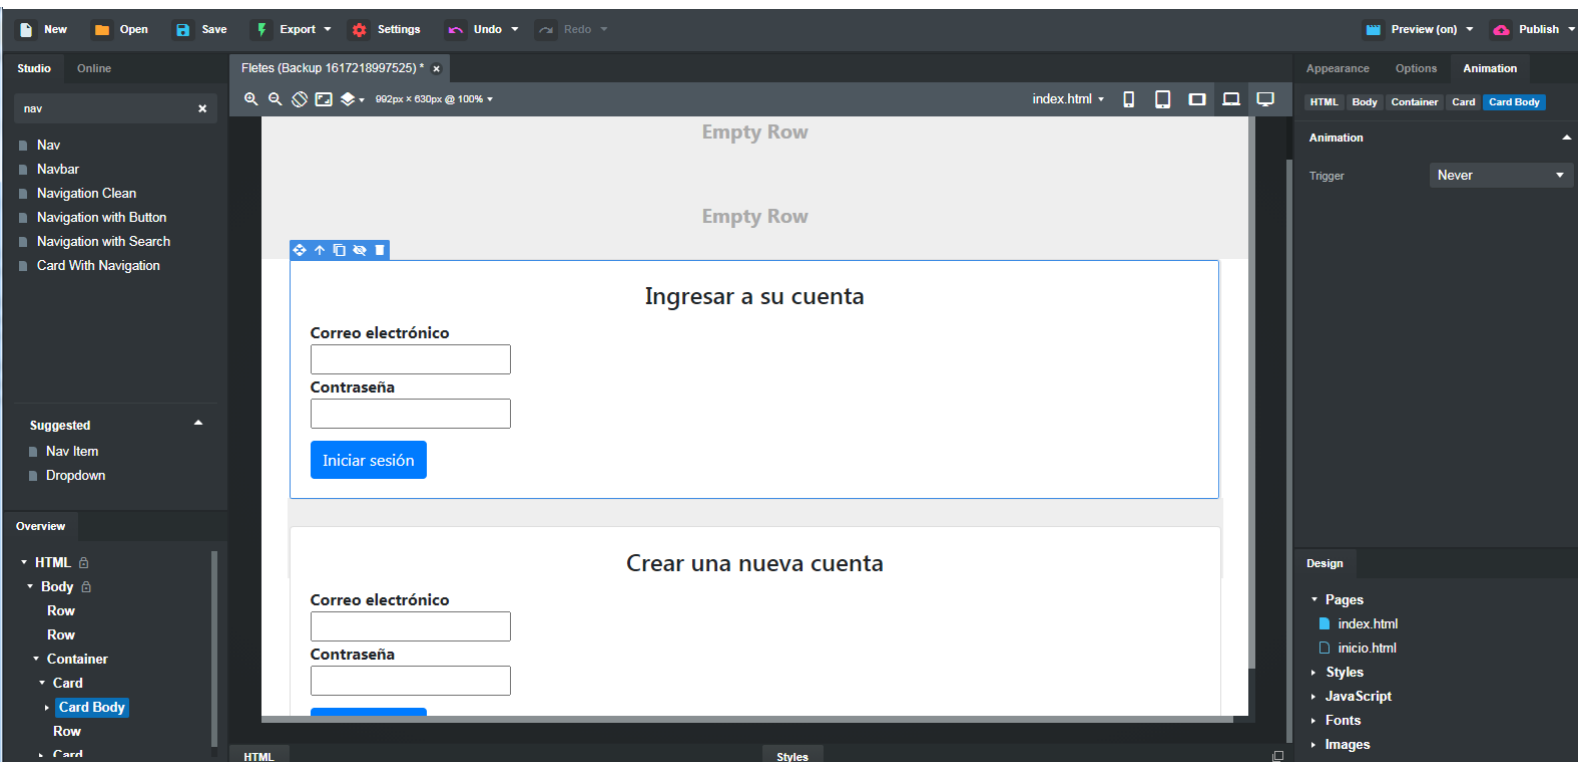 New Open Save Export Settings Undo Redo Preview (on) Publish
Studio Online
Fletes (Backup 1617218997525) * x
Appearance Options Animation
nav
992px × 630px @ 100%
index.html
HTML Body Container Card Card Body
Nav
Navbar
Navigation Clean
Navigation with Button
Navigation with Search
Card With Navigation
Suggested
Nav Item
Dropdown
Overview
HTML
Body
Row
Row
Container
Card
Card Body
Row
Card
Empty Row
Empty Row
Ingresar a su cuenta
Correo electrónico
Contraseña
Iniciar sesión
Crear una nueva cuenta
Correo electrónico
Contraseña
HTML
Styles
Animation
Trigger Never
Design
Pages
index.html
inicio.html
Styles
JavaScript
Fonts
Images